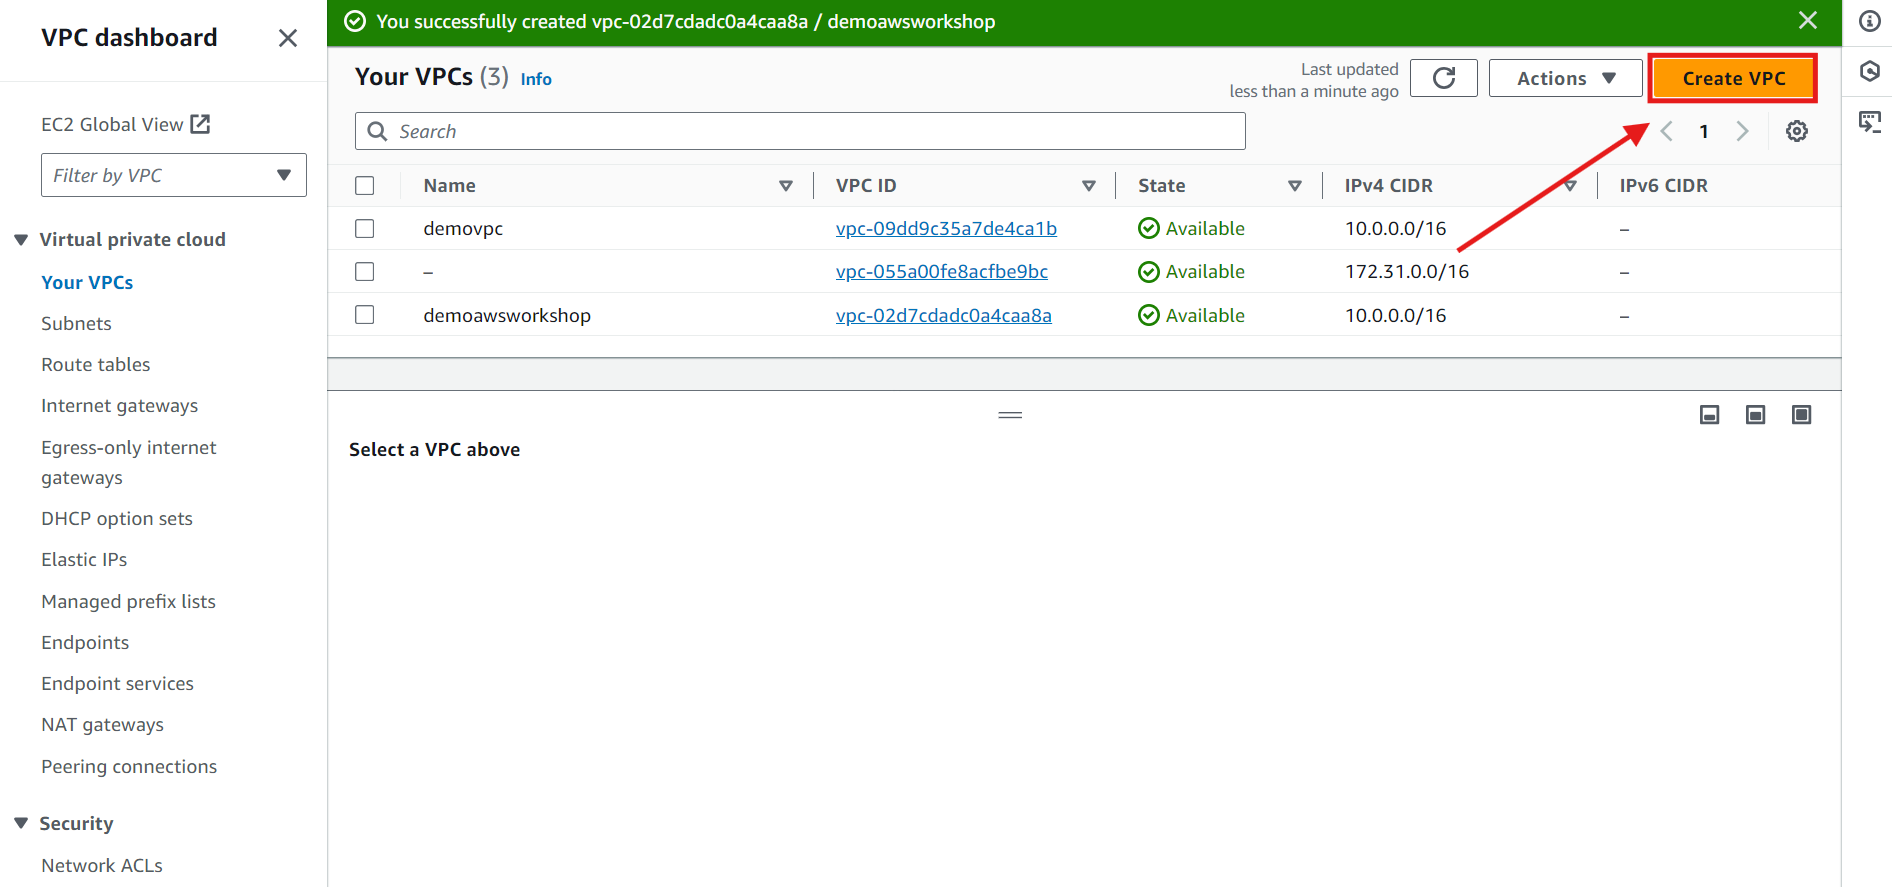 VPC dashboard
EC2 Global View
Filter by VPC
Virtual private cloud
Your VPCs
Subnets
Route tables
Internet gateways
Egress-only internet
gateways
DHCP option sets
Elastic IPs
Managed prefix lists
Endpoints
Endpoint services
NAT gateways
Peering connections
Security
Network ACLs
You successfully created vpc-02d7cdadc0a4caa8a / demoawsworkshop
Your VPCs (3) Info
Last updated
less than a minute ago
Actions
Create VPC
Search
1
Name VPC ID State IPv4 CIDR IPv6 CIDR
demovpc vpc-09dd9c35a7de4ca1b Available 10.0.0.0/16 –
– vpc-055a00fe8acfbe9bc Available 172.31.0.0/16 –
demoawsworkshop vpc-02d7cdadc0a4caa8a Available 10.0.0.0/16 –
Select a VPC above